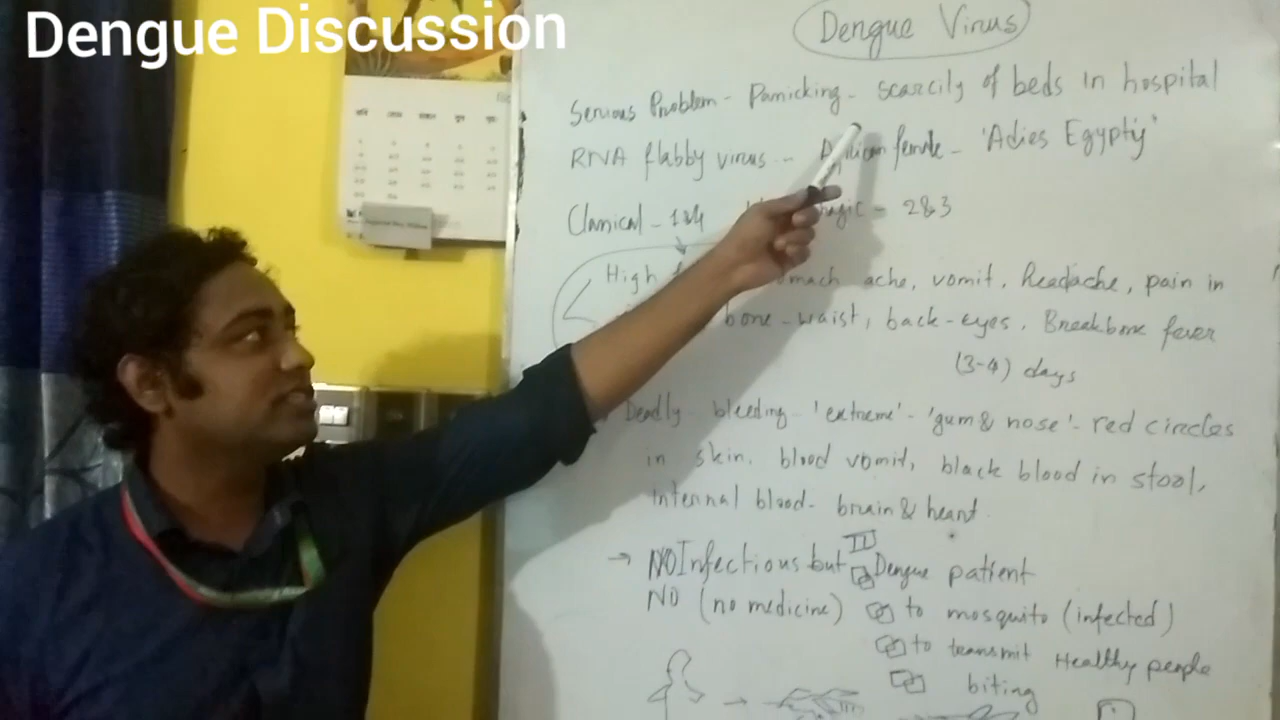 Dengue Discussion
Dengue Virus
Serious Problem - Panicking - scarcily of beds in hospital
RNA flabby virus -- female - 'Adies Egypty'
Clanical - 1&4 - 2&3
High ache, vomit, Headache, pain in
bone - waist, back - eyes. Breakbone fever
(3-4) days
Deadly - bleeding - 'extreme' - 'gum & nose' - red circles
in skin. blood vomit, black blood in stool,
internal blood - brain & heart.
→ NO Infectious but Dengue patient
NO (no medicine) to mosquito (infected)
to transmit Healthy people
biting